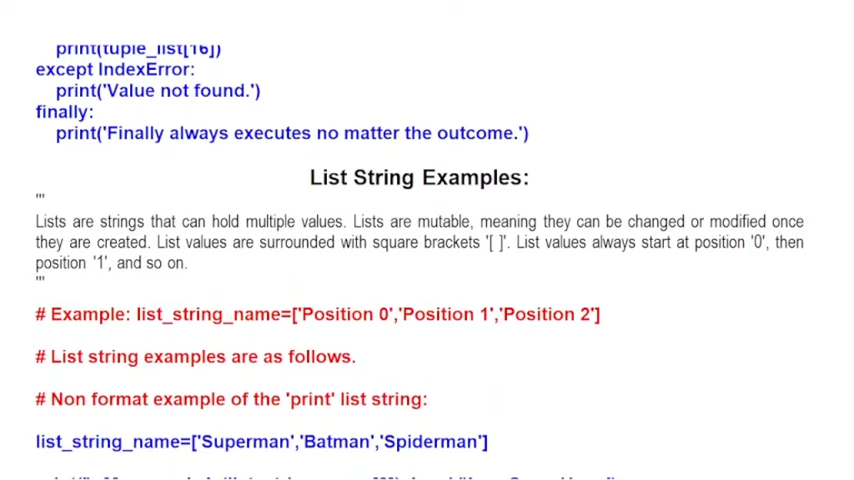 print(tuple_list[16])
except IndexError:
print('Value not found.')
finally:
print('Finally always executes no matter the outcome.')
List String Examples:
'''
Lists are strings that can hold multiple values. Lists are mutable, meaning they can be changed or modified once
they are created. List values are surrounded with square brackets '[ ]'. List values always start at position '0', then
position '1', and so on.
'''
# Example: list_string_name=['Position 0','Position 1','Position 2']
# List string examples are as follows.
# Non format example of the 'print' list string:
list_string_name=['Superman','Batman','Spiderman']